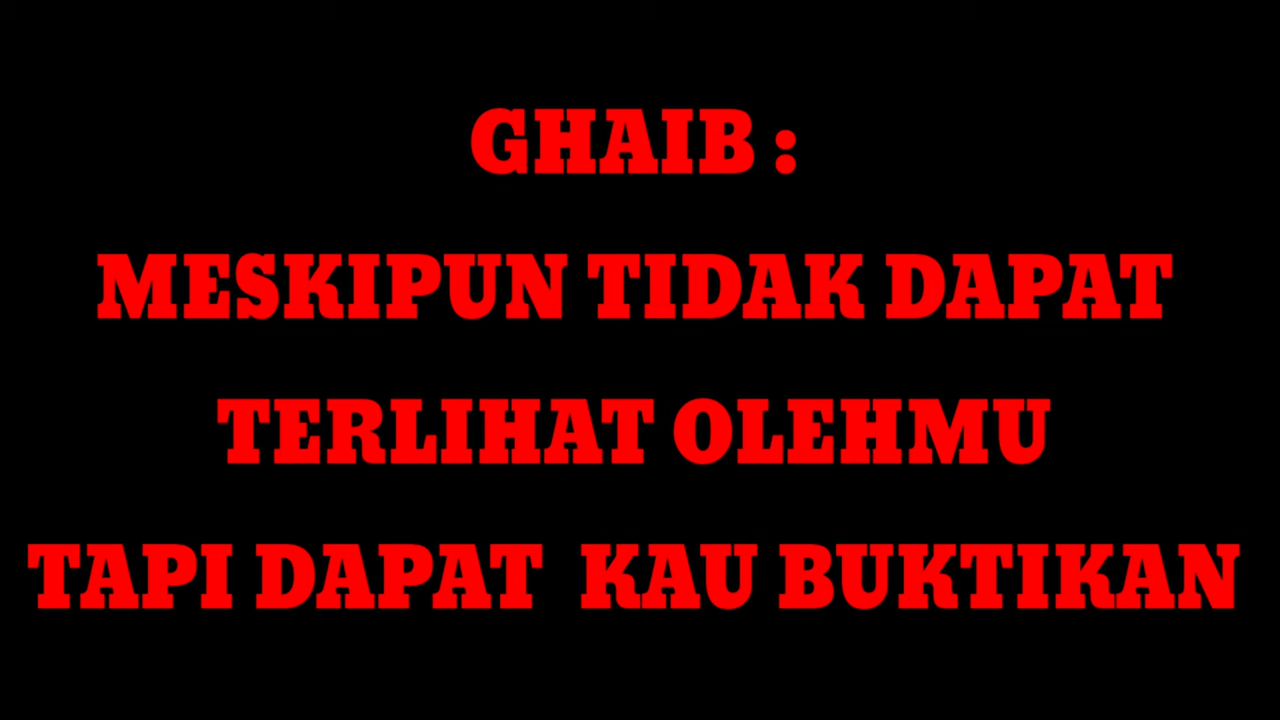 GHAIB :
MESKIPUN TIDAK DAPAT
TERLIHAT OLEHMU
TAPI DAPAT  KAU BUKTIKAN